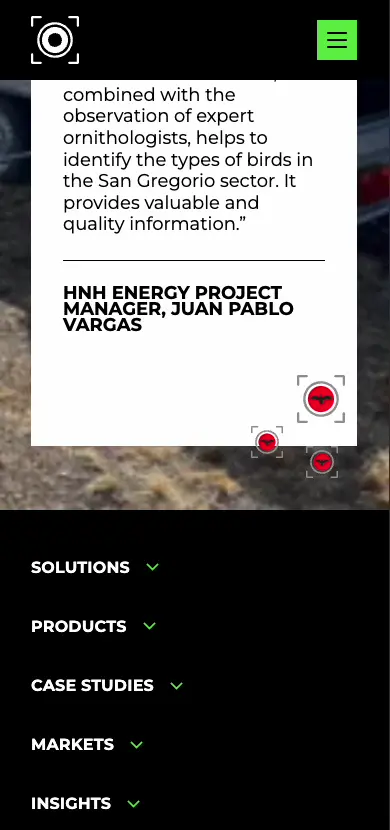 combined with the
observation of expert
ornithologists, helps to
identify the types of birds in
the San Gregorio sector. It
provides valuable and
quality information.”
HNH ENERGY PROJECT
MANAGER, JUAN PABLO
VARGAS
SOLUTIONS
PRODUCTS
CASE STUDIES
MARKETS
INSIGHTS